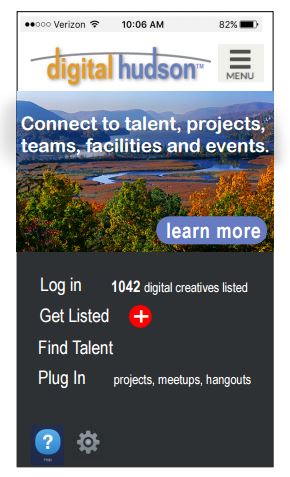 Verizon 10:06 AM 82%
digital hudson™
MENU
Connect to talent, projects,
teams, facilities and events.
learn more
Log in 1042 digital creatives listed
Get Listed +
Find Talent
Plug In projects, meetups, hangouts
?